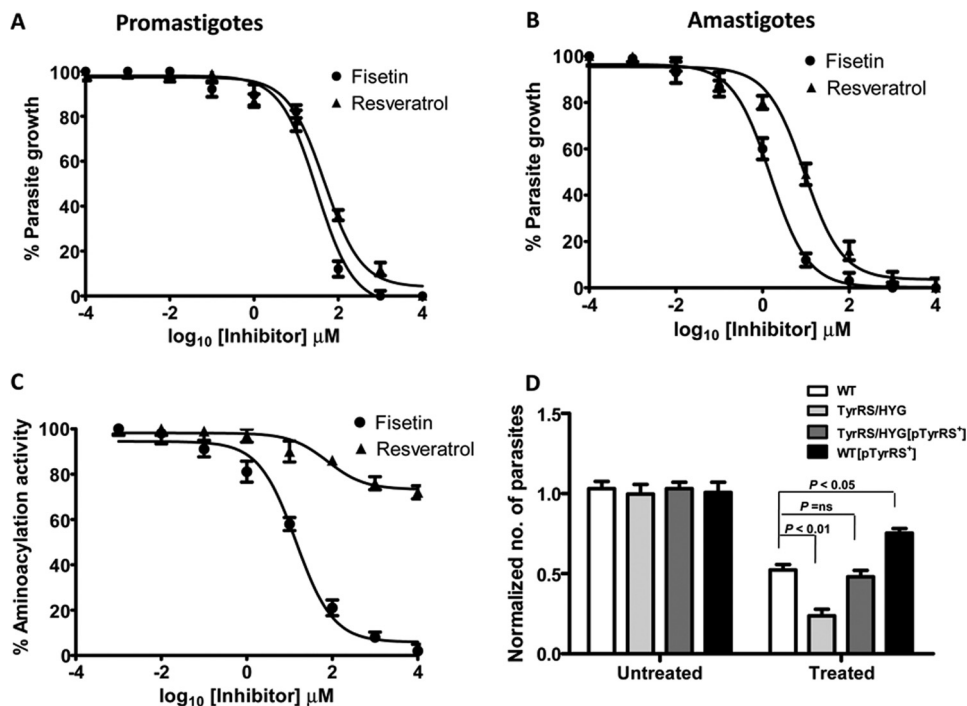 A
Promastigotes
% Parasite growth
100
80
60
40
20
0
-4
-2
0
2
4
log10 [Inhibitor] μM
Fisetin
Resveratrol
B
Amastigotes
% Parasite growth
100
80
60
40
20
0
-4
-2
0
2
4
log10 [Inhibitor] μM
Fisetin
Resveratrol
C
% Aminoacylation activity
100
80
60
40
20
0
-4
-2
0
2
4
log10 [Inhibitor] μM
Fisetin
Resveratrol
D
Normalized no. of parasites
1.5
1.0
0.5
0.0
Untreated
Treated
WT
TyrRS/HYG
TyrRS/HYG[pTyrRS+]
WT[pTyrRS+]
P < 0.05
P =ns
P < 0.01